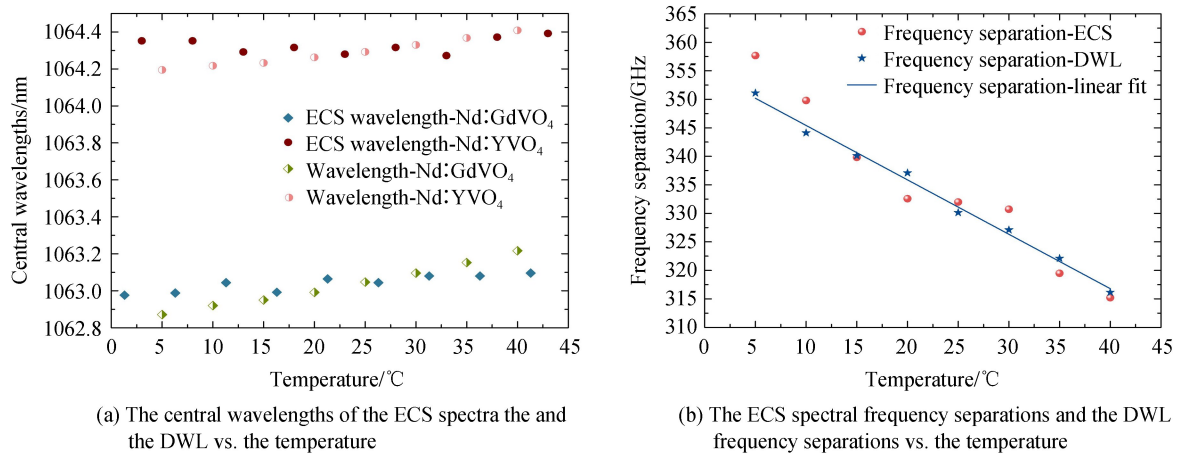 1064.4
1064.2
1064.0
1063.8
1063.6
1063.4
1063.2
1063.0
1062.8
Central wavelengths/nm
ECS wavelength-Nd:GdVO₄
ECS wavelength-Nd:YVO₄
Wavelength-Nd:GdVO₄
Wavelength-Nd:YVO₄
0 5 10 15 20 25 30 35 40 45
Temperature/℃
(a) The central wavelengths of the ECS spectra the and
the DWL vs. the temperature
365
360
355
350
345
340
335
330
325
320
315
310
Frequency separation/GHz
Frequency separation-ECS
Frequency separation-DWL
Frequency separation-linear fit
0 5 10 15 20 25 30 35 40 45
Temperature/℃
(b) The ECS spectral frequency separations and the DWL
frequency separations vs. the temperature